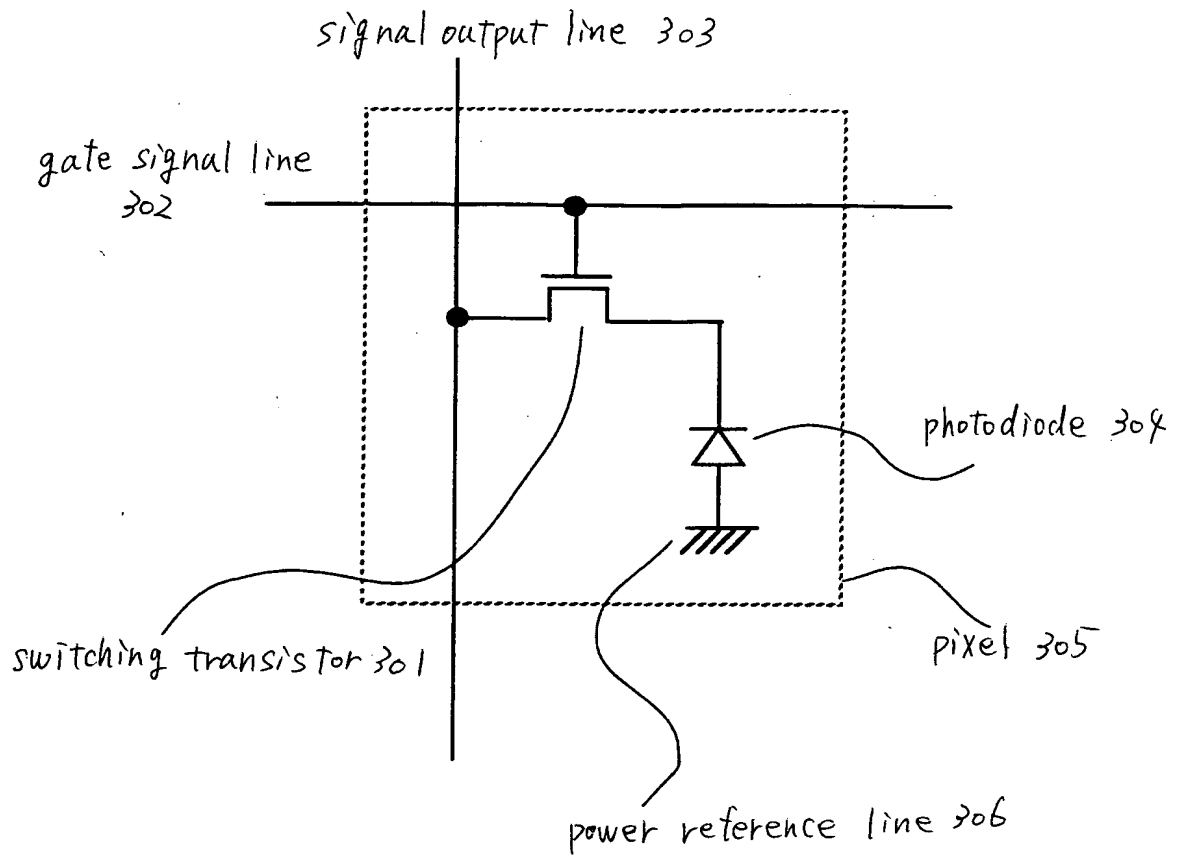 signal output line 303
gate signal line
302
photodiode 304
switching transistor 301
pixel 305
power reference line 306